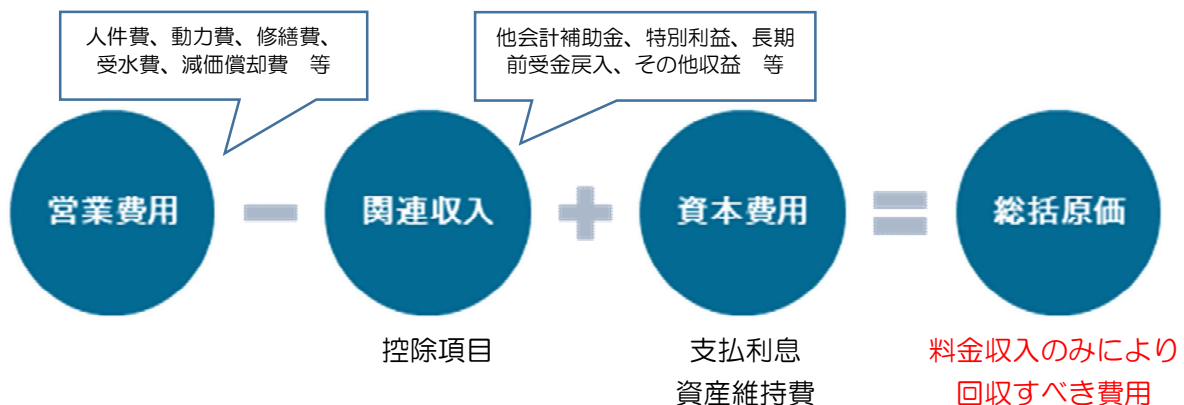 人件費、動力費、修繕費、
受水費、減価償却費　等
他会計補助金、特別利益、長期
前受金戻入、その他収益　等
営業費用
−
関連収入
+
資本費用
=
総括原価
控除項目
支払利息
資産維持費
料金収入のみにより
回収すべき費用